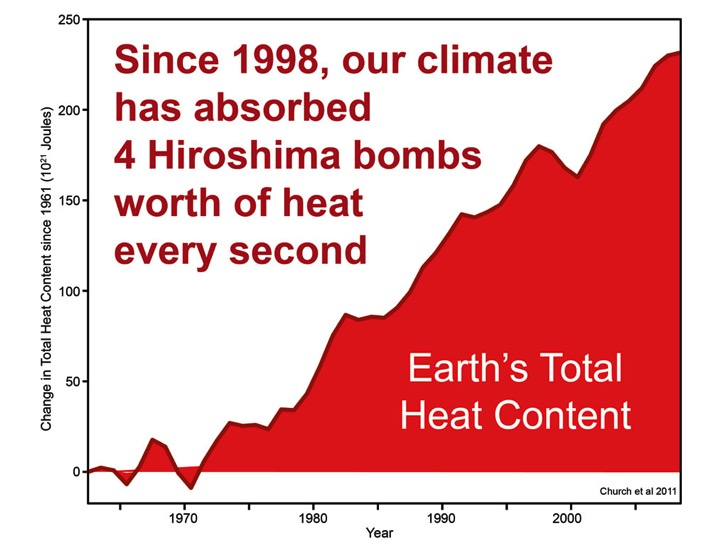 250
Since 1998, our climate
has absorbed
4 Hiroshima bombs
worth of heat
every second
200
150
100
50
0
Change in Total Heat Content since 1961 (10²¹ Joules)
Earth's Total
Heat Content
Church et al 2011
1970 1980 1990 2000
Year